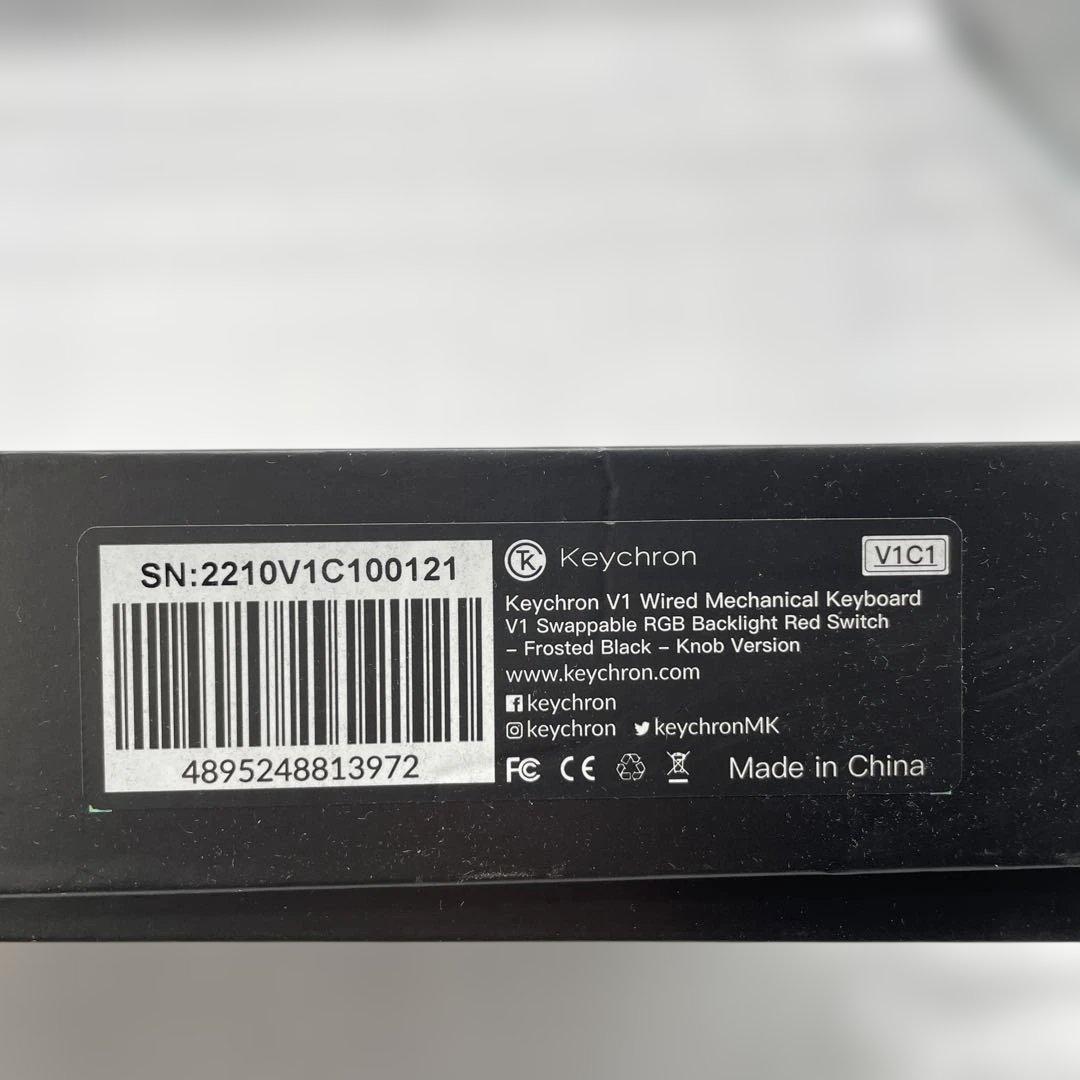 SN:2210V1C100121
4895248813972
Keychron
V1C1
Keychron V1 Wired Mechanical Keyboard
V1 Swappable RGB Backlight Red Switch
– Frosted Black – Knob Version
www.keychron.com
keychron
keychron keychronMK
FC CE Made in China